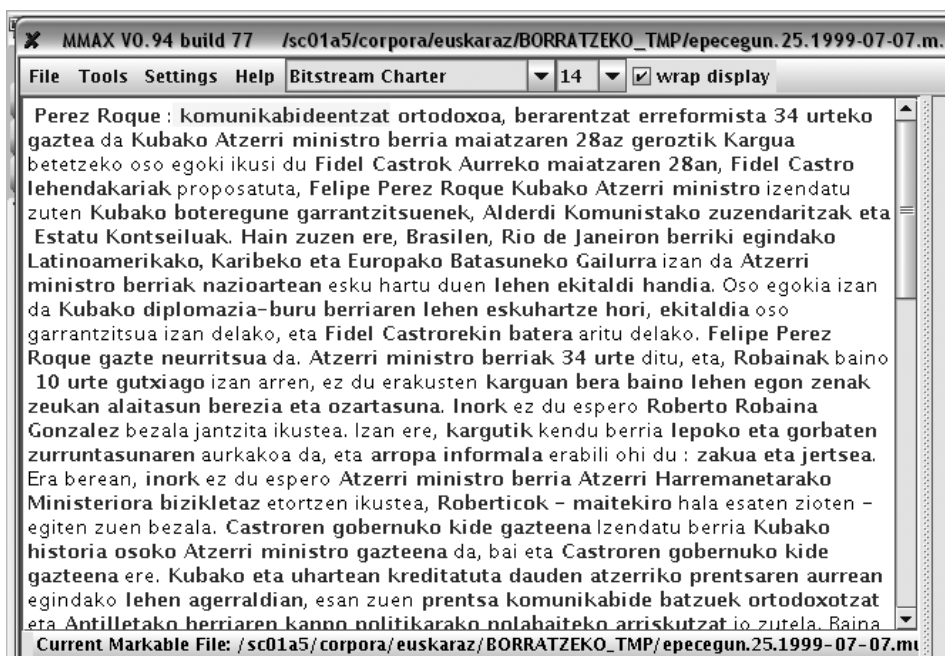 MMAX V0.94 build 77 /sc01a5/corpora/euskaraz/BORRATZEKO_TMP/epecegun.25.1999-07-07.m.
File Tools Settings Help Bitstream Charter 14 wrap display
Perez Roque : komunikabideentzat ortodoxoa, berarentzat erreformista 34 urteko
gaztea da Kubako Atzerri ministro berria maiatzaren 28az geroztik Kargua
betetzeko oso egoki ikusi du Fidel Castrok Aurreko maiatzaren 28an, Fidel Castro
lehendakariak proposatuta, Felipe Perez Roque Kubako Atzerri ministro izendatu
zuten Kubako boteregune garrantzitsuenek, Alderdi Komunistako zuzendaritzak eta
Estatu Kontseiluak. Hain zuzen ere, Brasilen, Rio de Janeiron berriki egindako
Latinoamerikako, Karibeko eta Europako Batasuneko Gailurra izan da Atzerri
ministro berriak nazioartean esku hartu duen lehen ekitaldi handia. Oso egokia izan
da Kubako diplomazia-buru berriaren lehen eskuhartze hori, ekitaldia oso
garrantzitsua izan delako, eta Fidel Castrorekin batera aritu delako. Felipe Perez
Roque gazte neurritsua da. Atzerri ministro berriak 34 urte ditu, eta, Robainak baino
10 urte gutxiago izan arren, ez du erakusten karguan bera baino lehen egon zenak
zeukan alaitasun berezia eta ozartasuna. Inork ez du espero Roberto Robaina
Gonzalez bezala jantzita ikustea. Izan ere, kargutik kendu berria lepoko eta gorbaten
zurruntasunaren aurkakoa da, eta arropa informala erabili ohi du : zakua eta jertsea.
Era berean, inork ez du espero Atzerri ministro berria Atzerri Harremanetarako
Ministeriora bizikletaz etortzen ikustea, Roberticok – maitekiro hala esaten zioten –
egiten zuen bezala. Castroren gobernuko kide gazteena Izendatu berria Kubako
historia osoko Atzerri ministro gazteena da, bai eta Castroren gobernuko kide
gazteena ere. Kubako eta uhartean kreditatuta dauden atzerriko prentsaren aurrean
egindako lehen agerraldian, esan zuen prentsa komunikabide batzuek ortodoxotzat
eta Antilletako herriaren kanpo politikarako nolabaiteko arriskutzat jo zutela. Baina
Current Markable File: /sc01a5/corpora/euskaraz/BORRATZEKO_TMP/epecegun.25.1999-07-07.mu